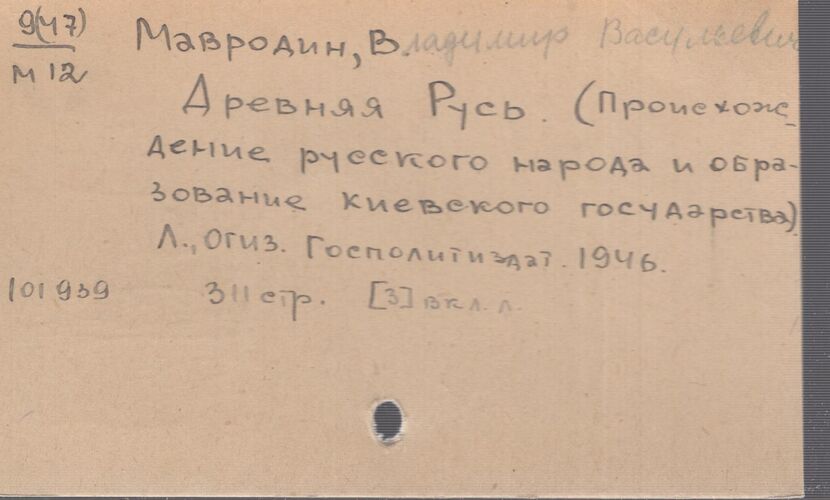 9(47)
М 12
Мавродин, Владимир Васильевич
Древняя Русь. (Происхож-
дение русского народа и обра-
зование Киевского государства)
Л., Огиз. Госполитиздат. 1946.
101939
311 стр. [3] вкл. л.